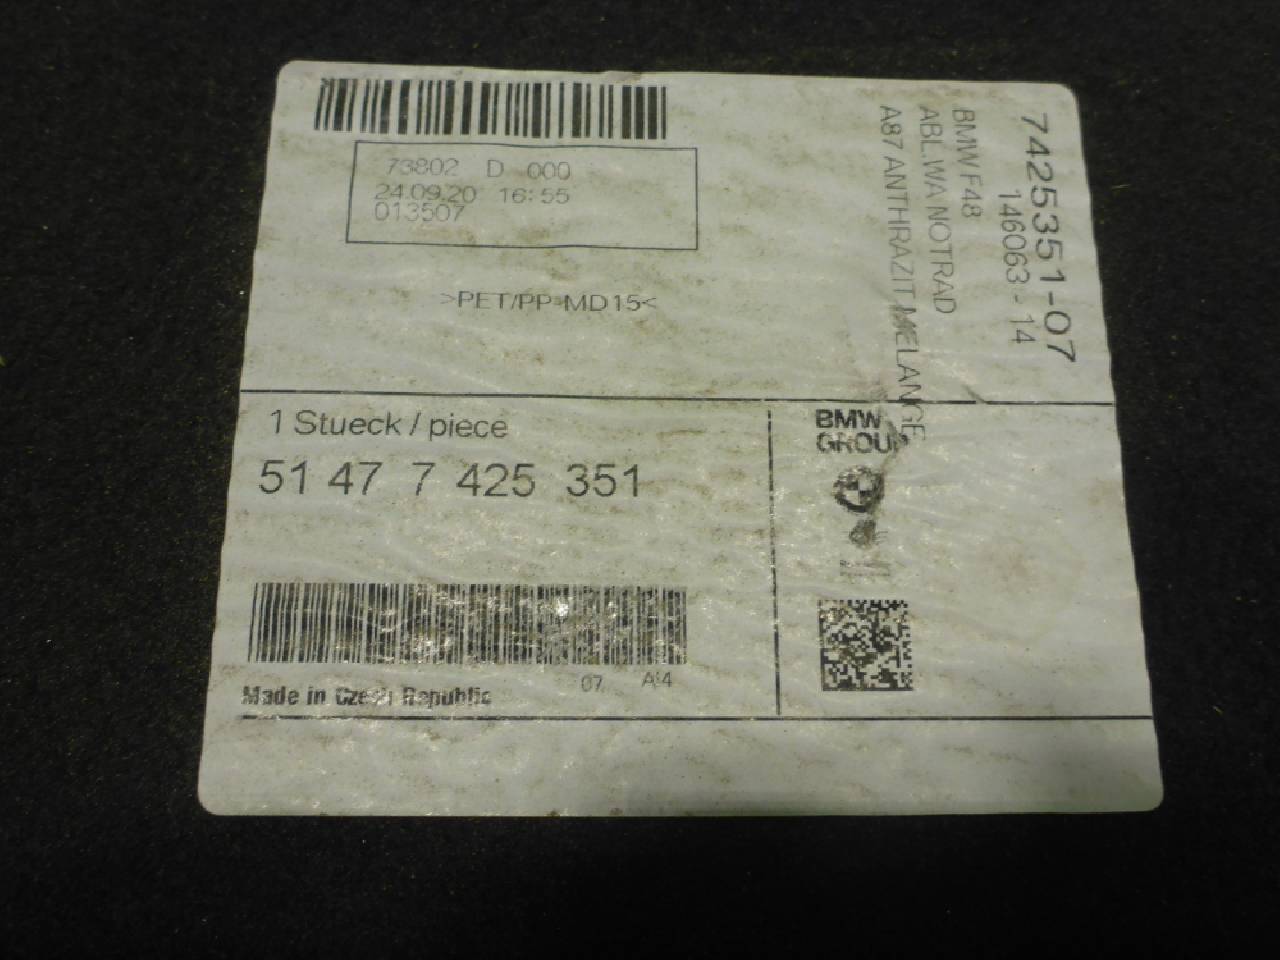 73802 D 000
24.09.20 16:55
013507
>PET/PP-MD15<
7425351-07
146063-14
BMW F48
ABL.WA NOTRAD
A87 ANTHRAZIT/MELANGE
1 Stueck / piece
51 47 7 425 351
BMW
GROUP
07 A4
Made in Czech Republic